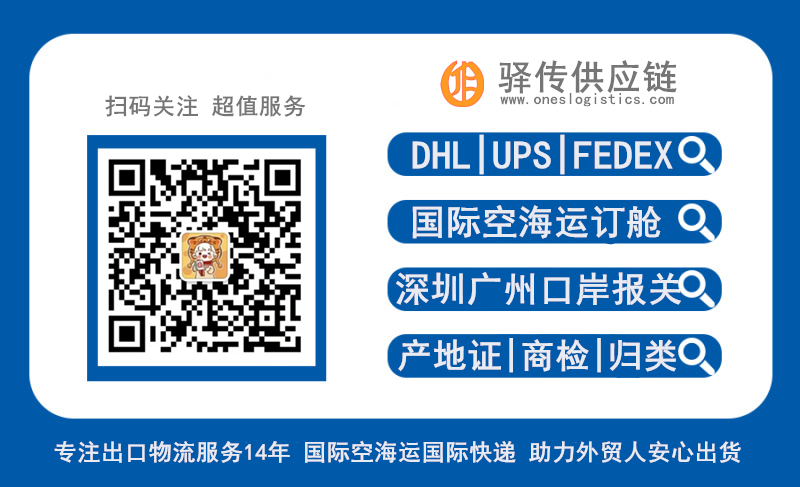 扫码关注 超值服务
驿传供应链
www.oneslogistics.com
DHL|UPS|FEDEX
国际空海运订舱
深圳广州口岸报关
产地证|商检|归类
专注出口物流服务14年 国际空海运国际快递 助力外贸人安心出货